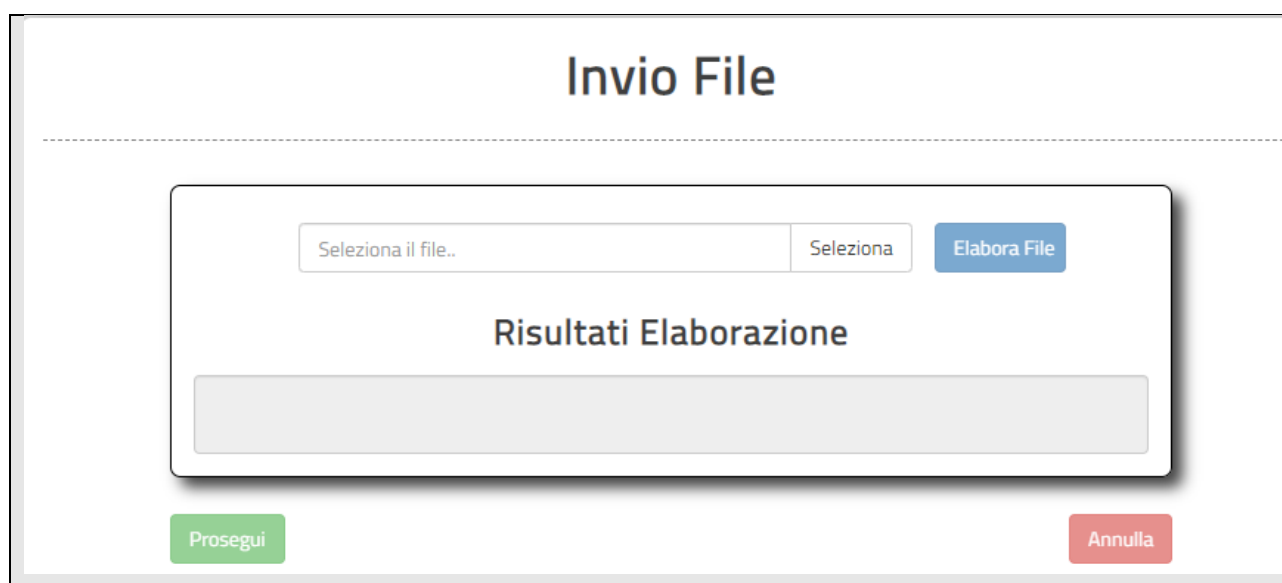 Invio File
Seleziona il file.. Seleziona Elabora File
Risultati Elaborazione
Prosegui Annulla